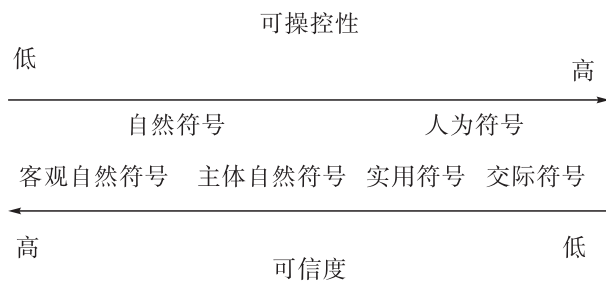 可操控性
低
高
自然符号 人为符号
客观自然符号 主体自然符号 实用符号 交际符号
高 低
可信度